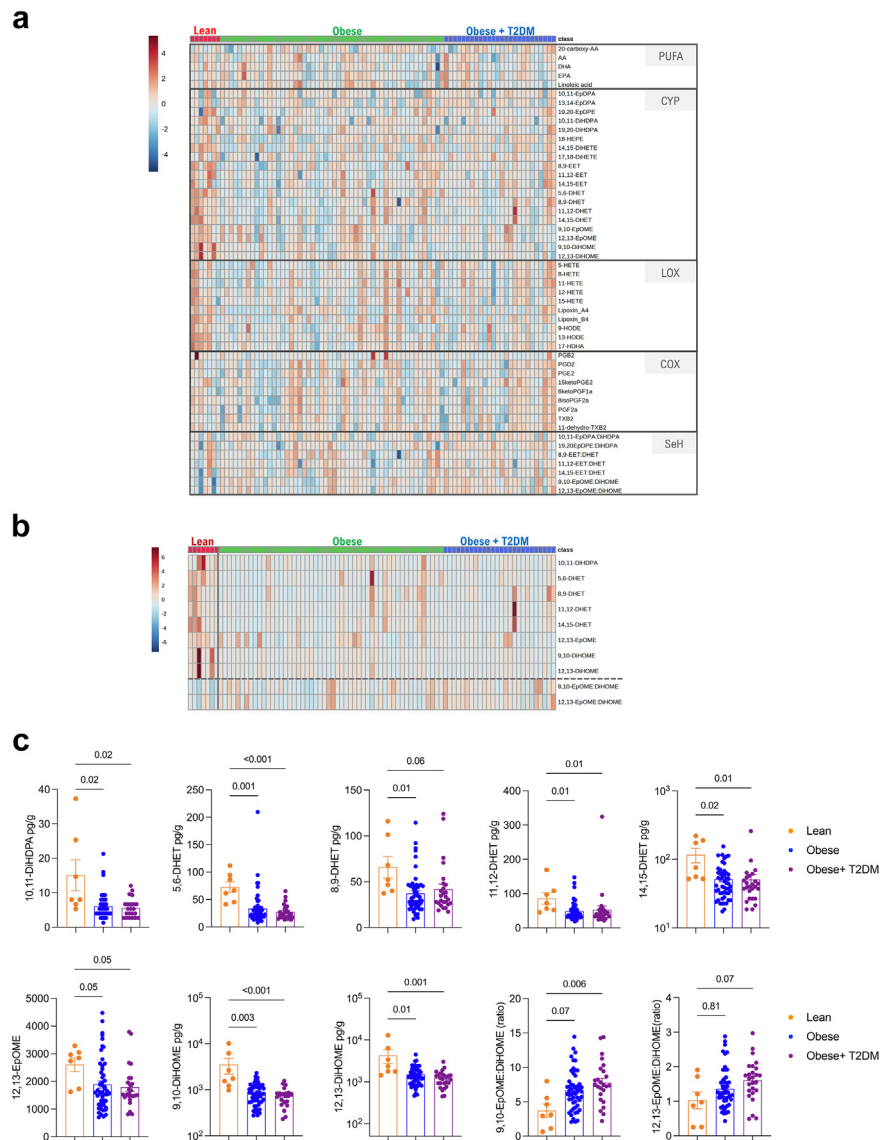 a
Lean Obese Obese + T2DM
class
4
2
0
-2
-4
20-carboxy-AA
AA
DHA
EPA
Linoleic acid
PUFA
10,11-EpDPA
13,14-EpDPA
19,20-EpDPE
10,11-DiHDPA
19,20-DiHDPA
18-HEPE
14,15-DiHETE
17,18-DiHETE
8,9-EET
11,12-EET
14,15-EET
5,6-DHET
8,9-DHET
11,12-DHET
14,15-DHET
9,10-EpOME
12,13-EpOME
9,10-DiHOME
12,13-DiHOME
CYP
5-HETE
8-HETE
11-HETE
12-HETE
15-HETE
Lipoxin_A4
Lipoxin_B4
9-HODE
13-HODE
17-HDHA
LOX
PGB2
PGD2
PGE2
15ketoPGE2
6ketoPGF1a
8isoPGF2a
PGF2a
TXB2
11-dehydro-TXB2
COX
10,11-EpDPA:DiHDPA
19,20EpDPE:DiHDPA
8,9-EET:DHET
11,12-EET:DHET
14,15-EET:DHET
9,10-EpOME:DiHOME
12,13-EpOME:DiHOME
SeH
b
Lean Obese Obese + T2DM
class
6
4
2
0
-2
-4
-6
10,11-DiHDPA
5,6-DHET
8,9-DHET
11,12-DHET
14,15-DHET
12,13-EpOME
9,10-DiHOME
12,13-DiHOME
9,10-EpOME:DiHOME
12,13-EpOME:DiHOME
c
10,11-DiHDPA pg/g
40
30
20
10
0
0.02
0.02
5,6-DHET pg/g
250
200
150
100
50
0
<0.001
0.001
8,9-DHET pg/g
150
100
50
0
0.06
0.01
11,12-DHET pg/g
400
300
200
100
0
0.01
0.01
14,15-DHET pg/g
10³
10²
10¹
0.01
0.02
Lean
Obese
Obese+ T2DM
12,13-EpOME
5000
4000
3000
2000
1000
0
0.05
0.05
9,10-DiHOME pg/g
10⁵
10⁴
10³
10²
10¹
<0.001
0.003
12,13-DiHOME pg/g
10⁵
10⁴
10³
10²
10¹
0.001
0.01
9,10-EpOME:DiHOME (ratio)
20
15
10
5
0
0.006
0.07
12,13-EpOME:DiHOME(ratio)
4
3
2
1
0
0.07
0.81
Lean
Obese
Obese+ T2DM